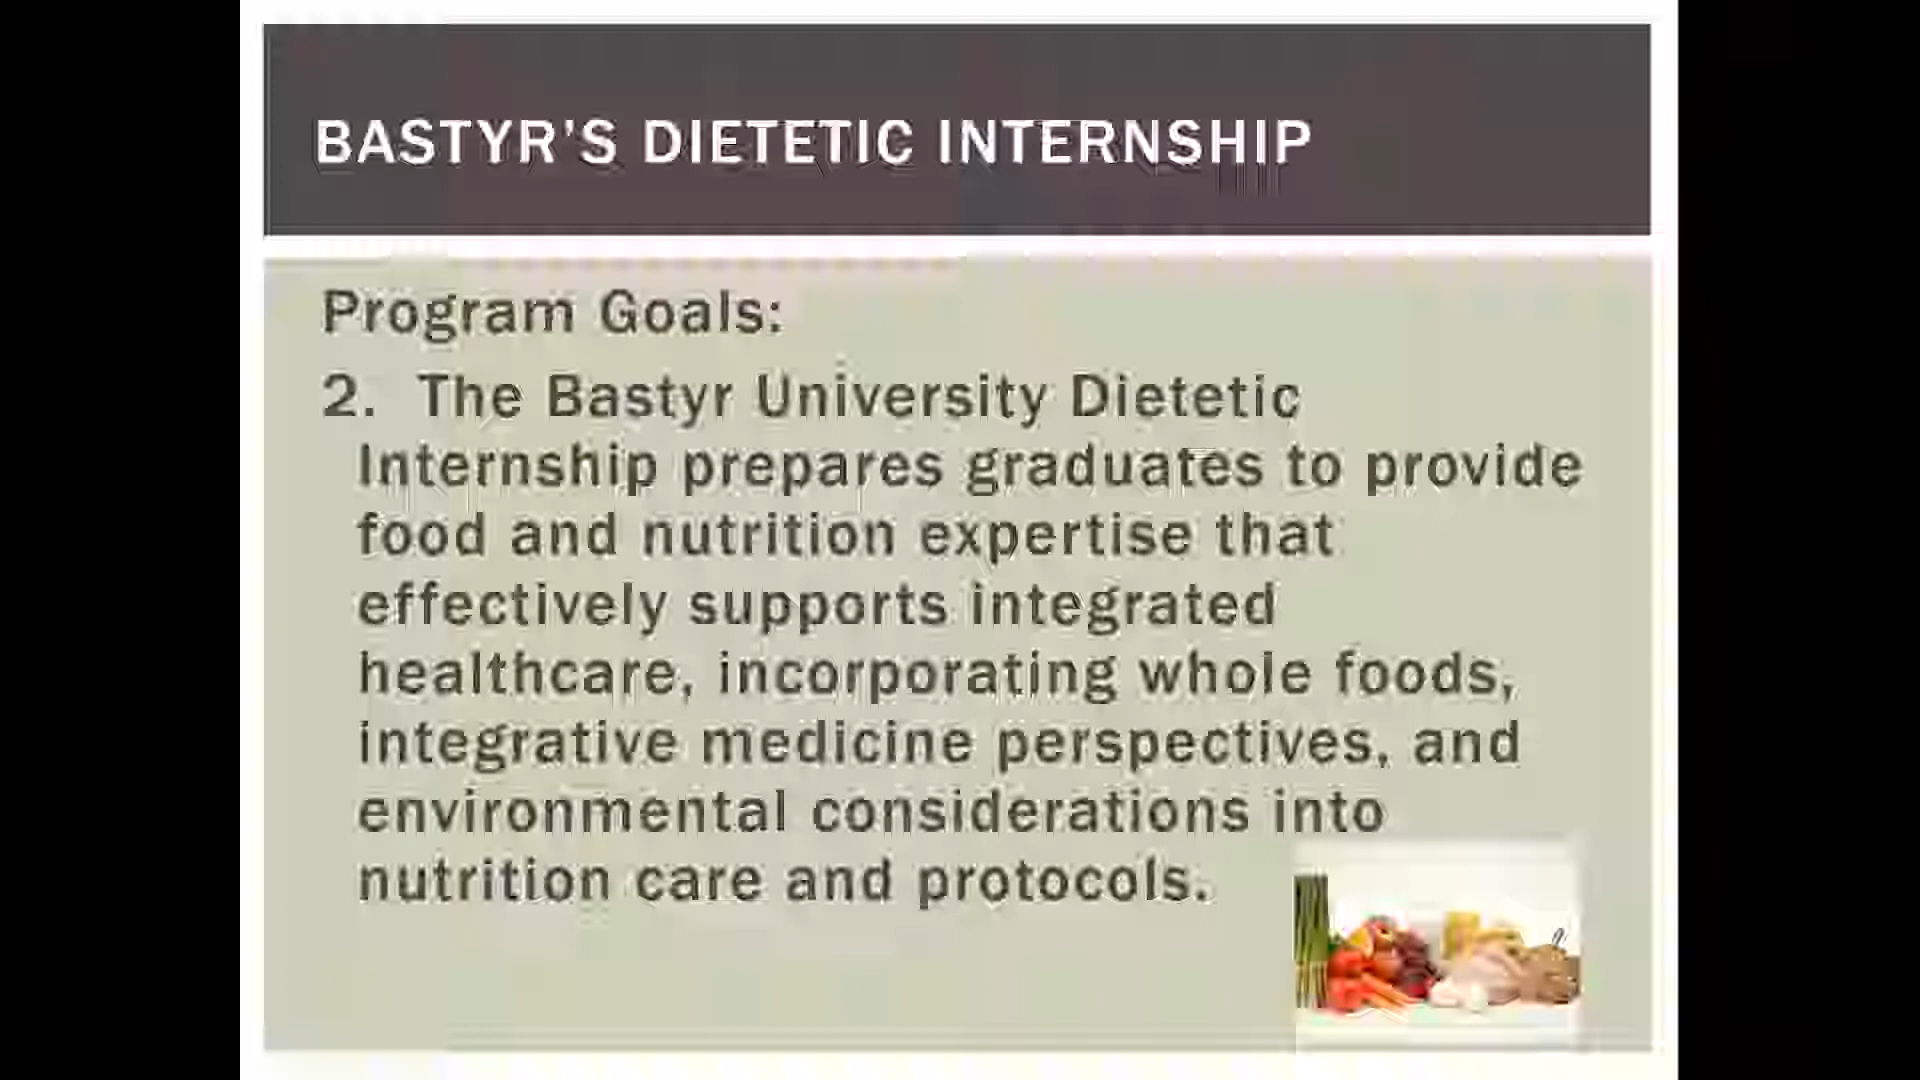 BASTYR'S DIETETIC INTERNSHIP
Program Goals:
2. The Bastyr University Dietetic
Internship prepares graduates to provide
food and nutrition expertise that
effectively supports integrated
healthcare, incorporating whole foods,
integrative medicine perspectives, and
environmental considerations into
nutrition care and protocols.